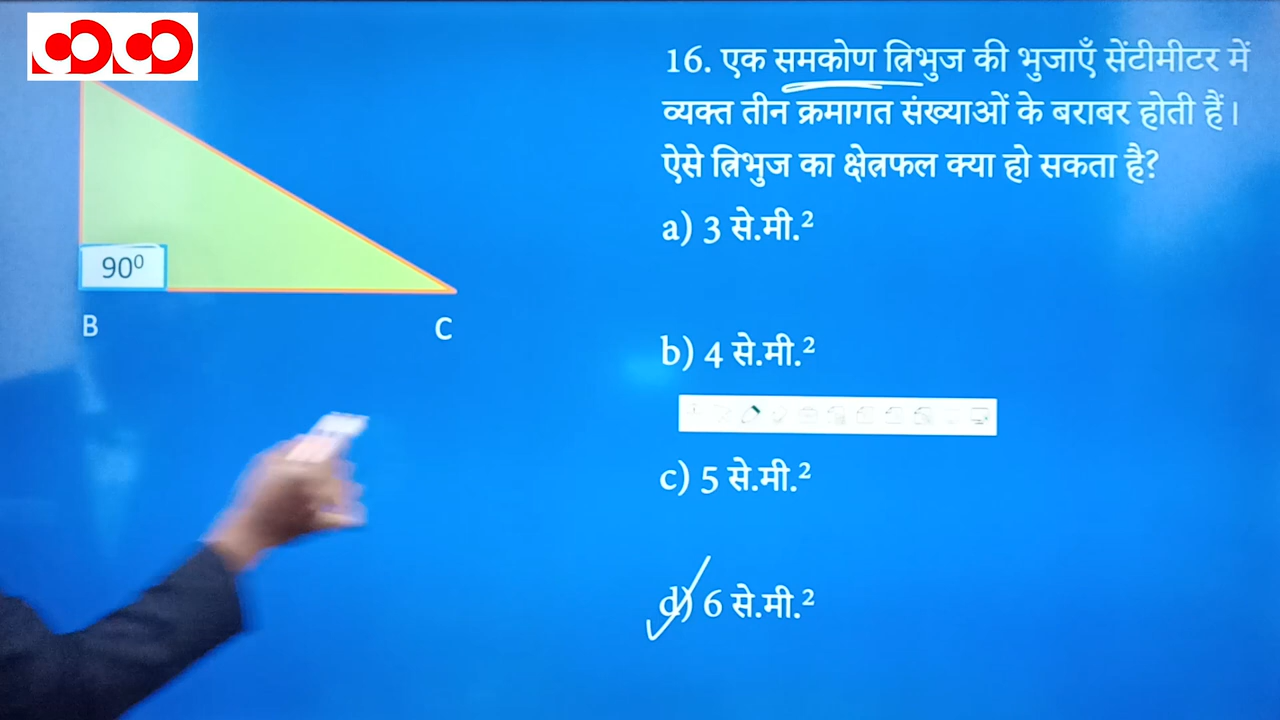 16. एक समकोण त्रिभुज की भुजाएँ सेंटीमीटर में
व्यक्त तीन क्रमागत संख्याओं के बराबर होती हैं।
ऐसे त्रिभुज का क्षेत्रफल क्या हो सकता है?
a) 3 से.मी.²
90⁰
B
C
b) 4 से.मी.²
c) 5 से.मी.²
d) 6 से.मी.²